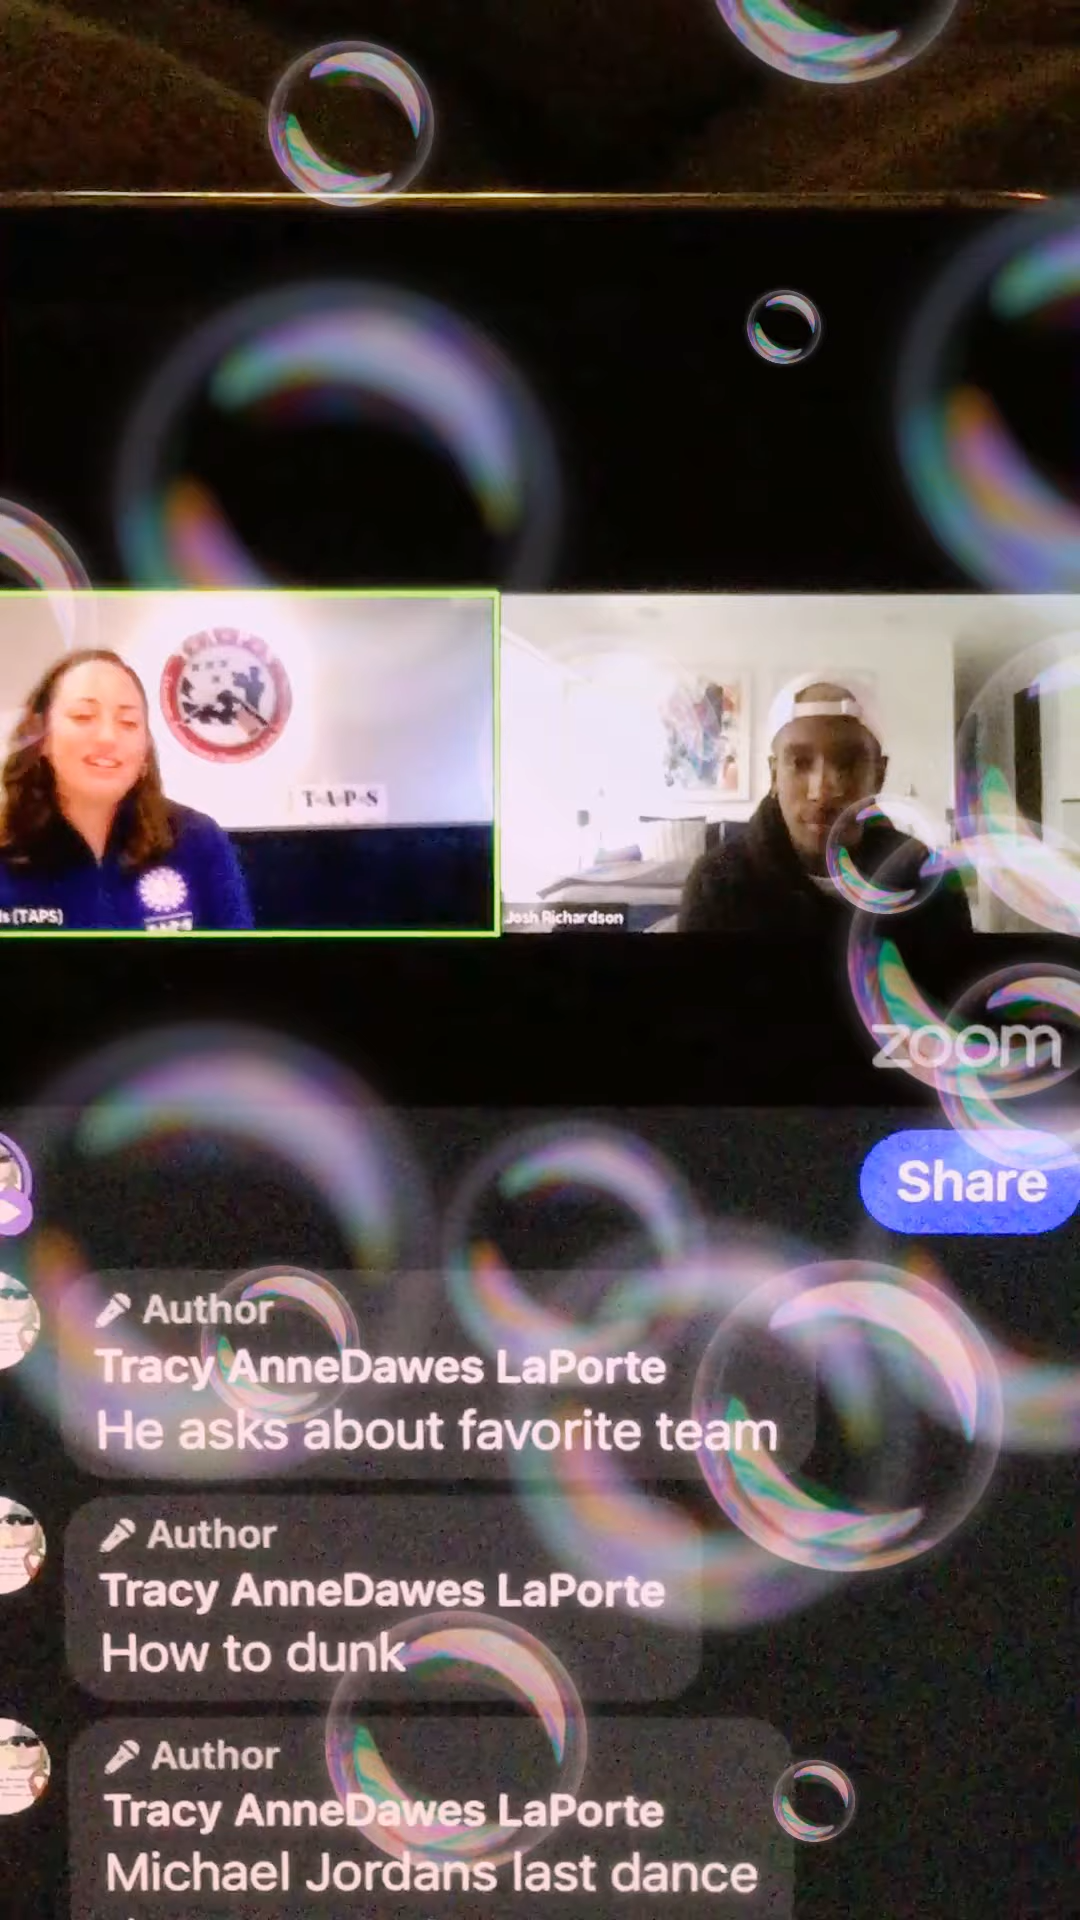 T·A·P·S
ls (TAPS)
Josh Richardson
zoom
Share
Author
Tracy AnneDawes LaPorte
He asks about favorite team
Author
Tracy AnneDawes LaPorte
How to dunk
Author
Tracy AnneDawes LaPorte
Michael Jordans last dance